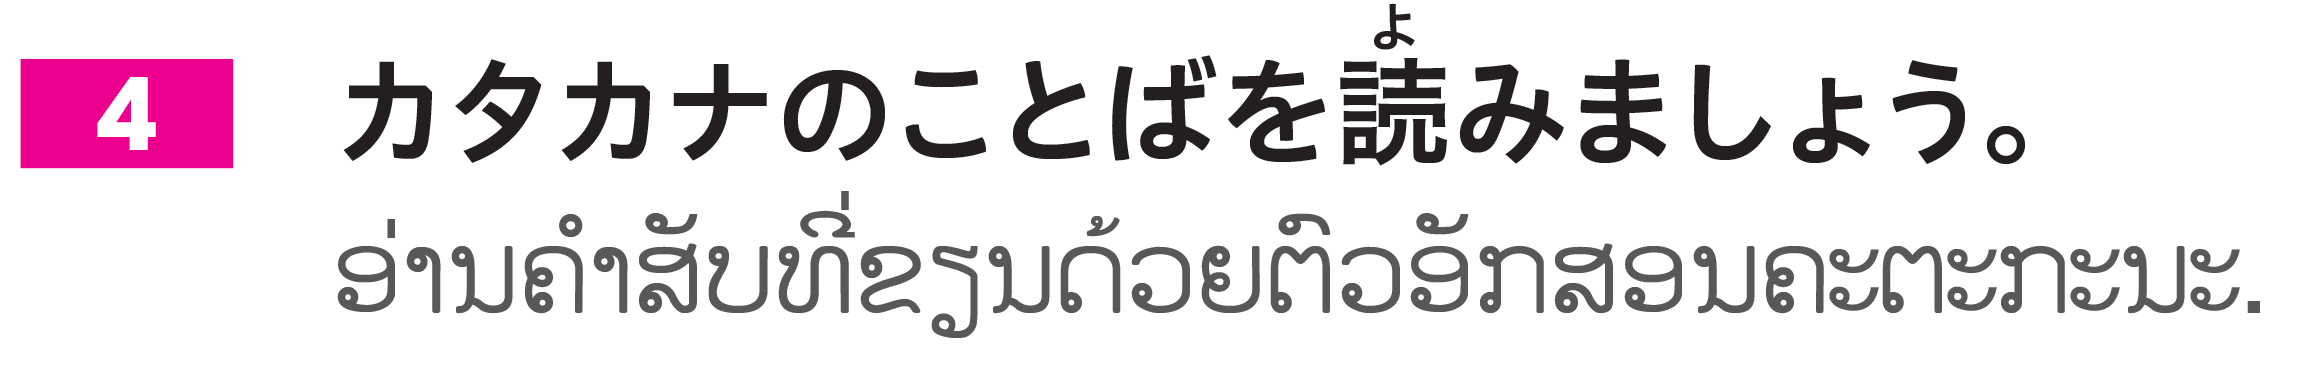 4 カタカナのことばを読みましょう。
よ
ອ່ານຄຳສັບທີ່ຂຽນດ້ວຍຕົວອັກສອນຄະຕະກະນະ.